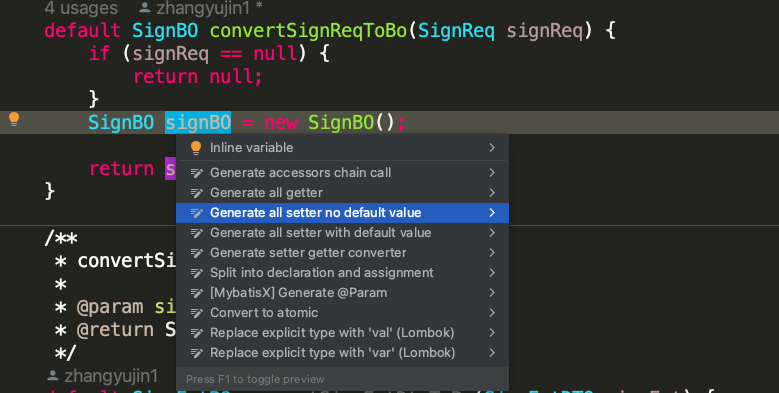 4 usages zhangyujin1 *
default SignBO convertSignReqToBo(SignReq signReq) {
if (signReq == null) {
return null;
}
SignBO signBO = new SignBO();
Inline variable
return s
Generate accessors chain call
Generate all getter
}
Generate all setter no default value
Generate all setter with default value
/**
* convertSi
Generate setter getter converter
Split into declaration and assignment
*
[MybatisX] Generate @Param
* @param si
Convert to atomic
* @return S
Replace explicit type with 'val' (Lombok)
*/
Replace explicit type with 'var' (Lombok)
zhangyujin1
Press F1 to toggle preview